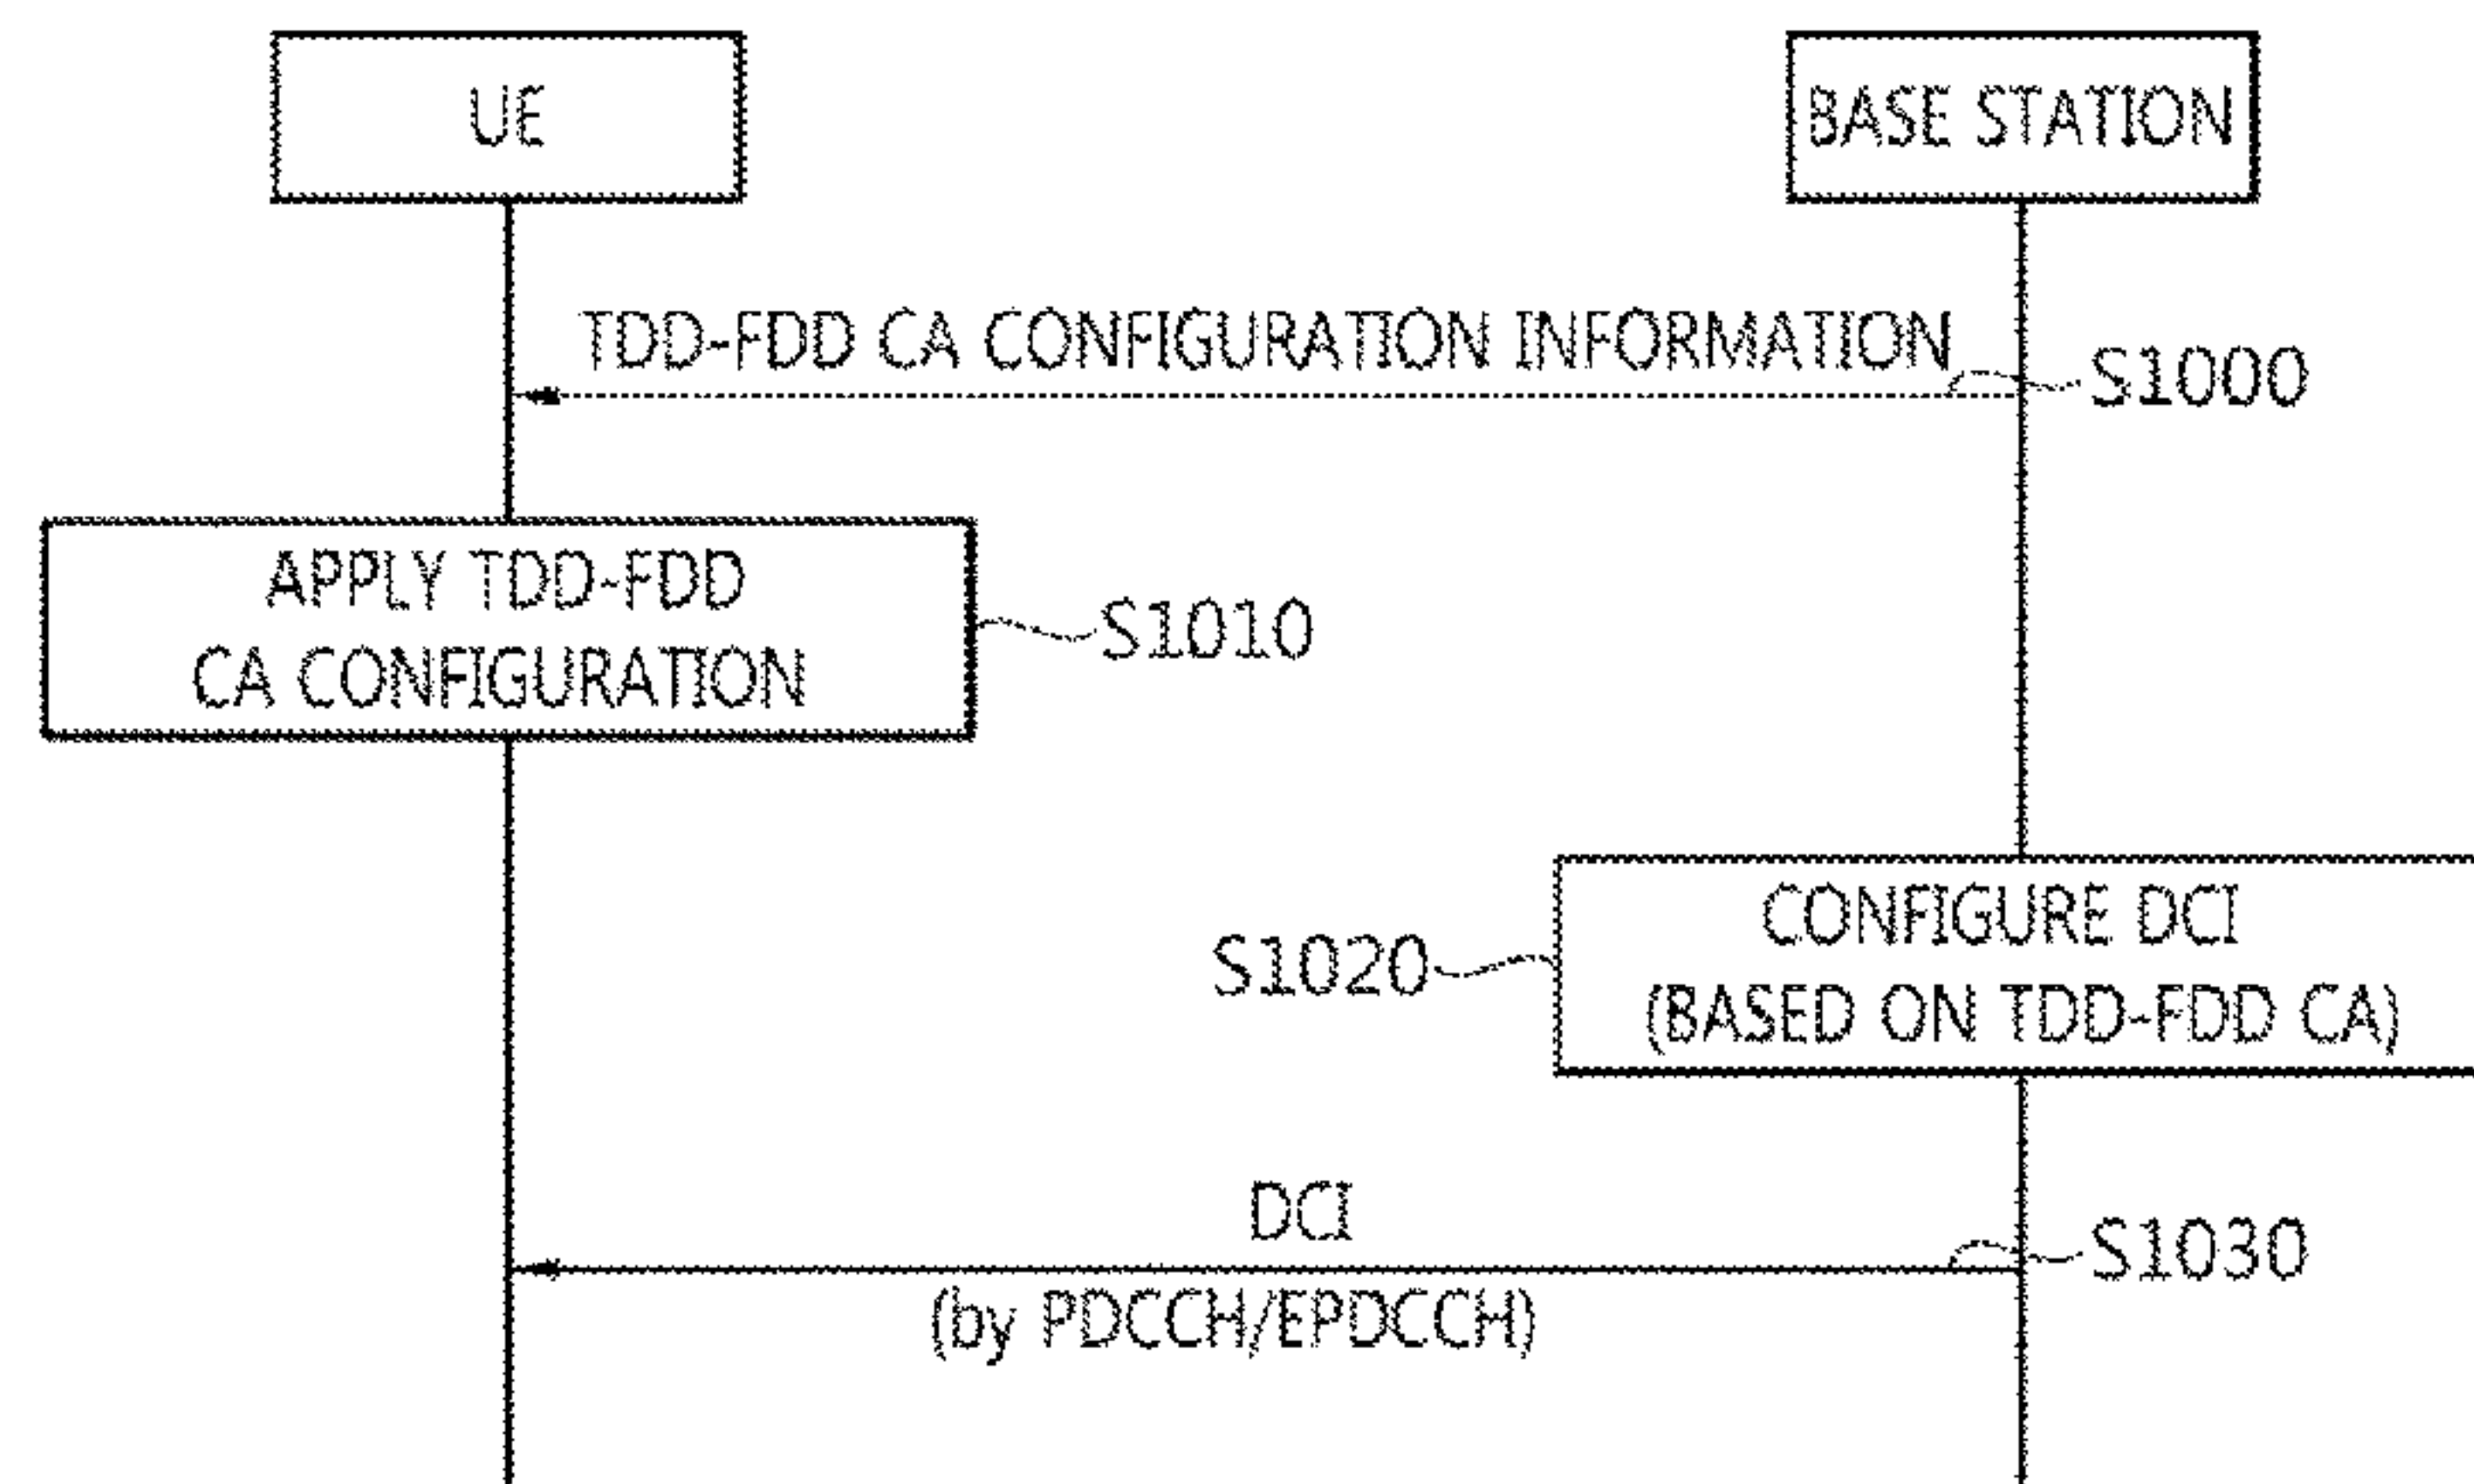 UE
BASE STATION
TDD-FDD CA CONFIGURATION INFORMATION
S1000
APPLY TDD-FDD
CA CONFIGURATION
S1010
CONFIGURE DCI
(BASED ON TDD-FDD CA)
S1020
DCI
(by PDCCH/EPDCCH)
S1030